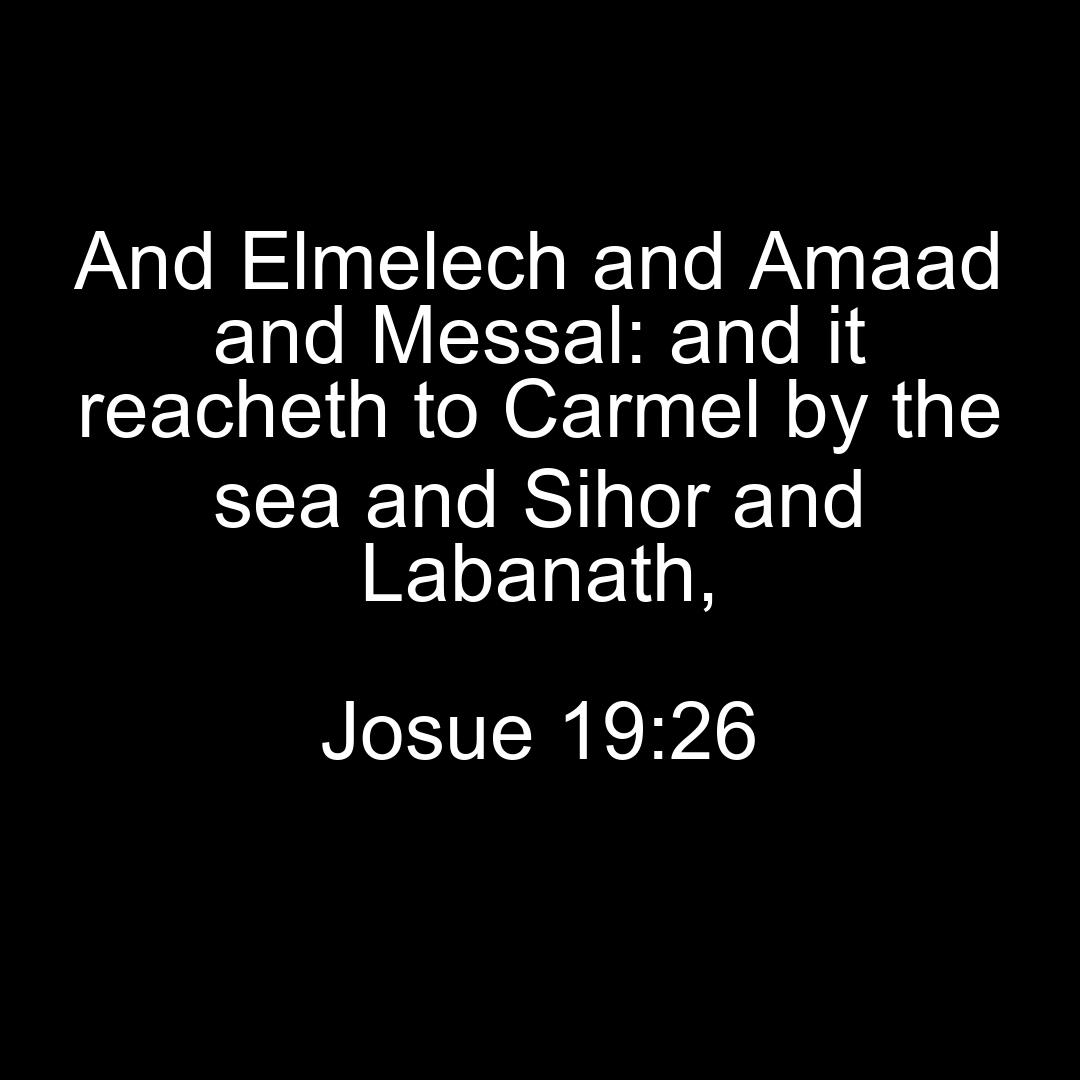 And Elmelech and Amaad
and Messal: and it
reacheth to Carmel by the
sea and Sihor and
Labanath,
Josue 19:26